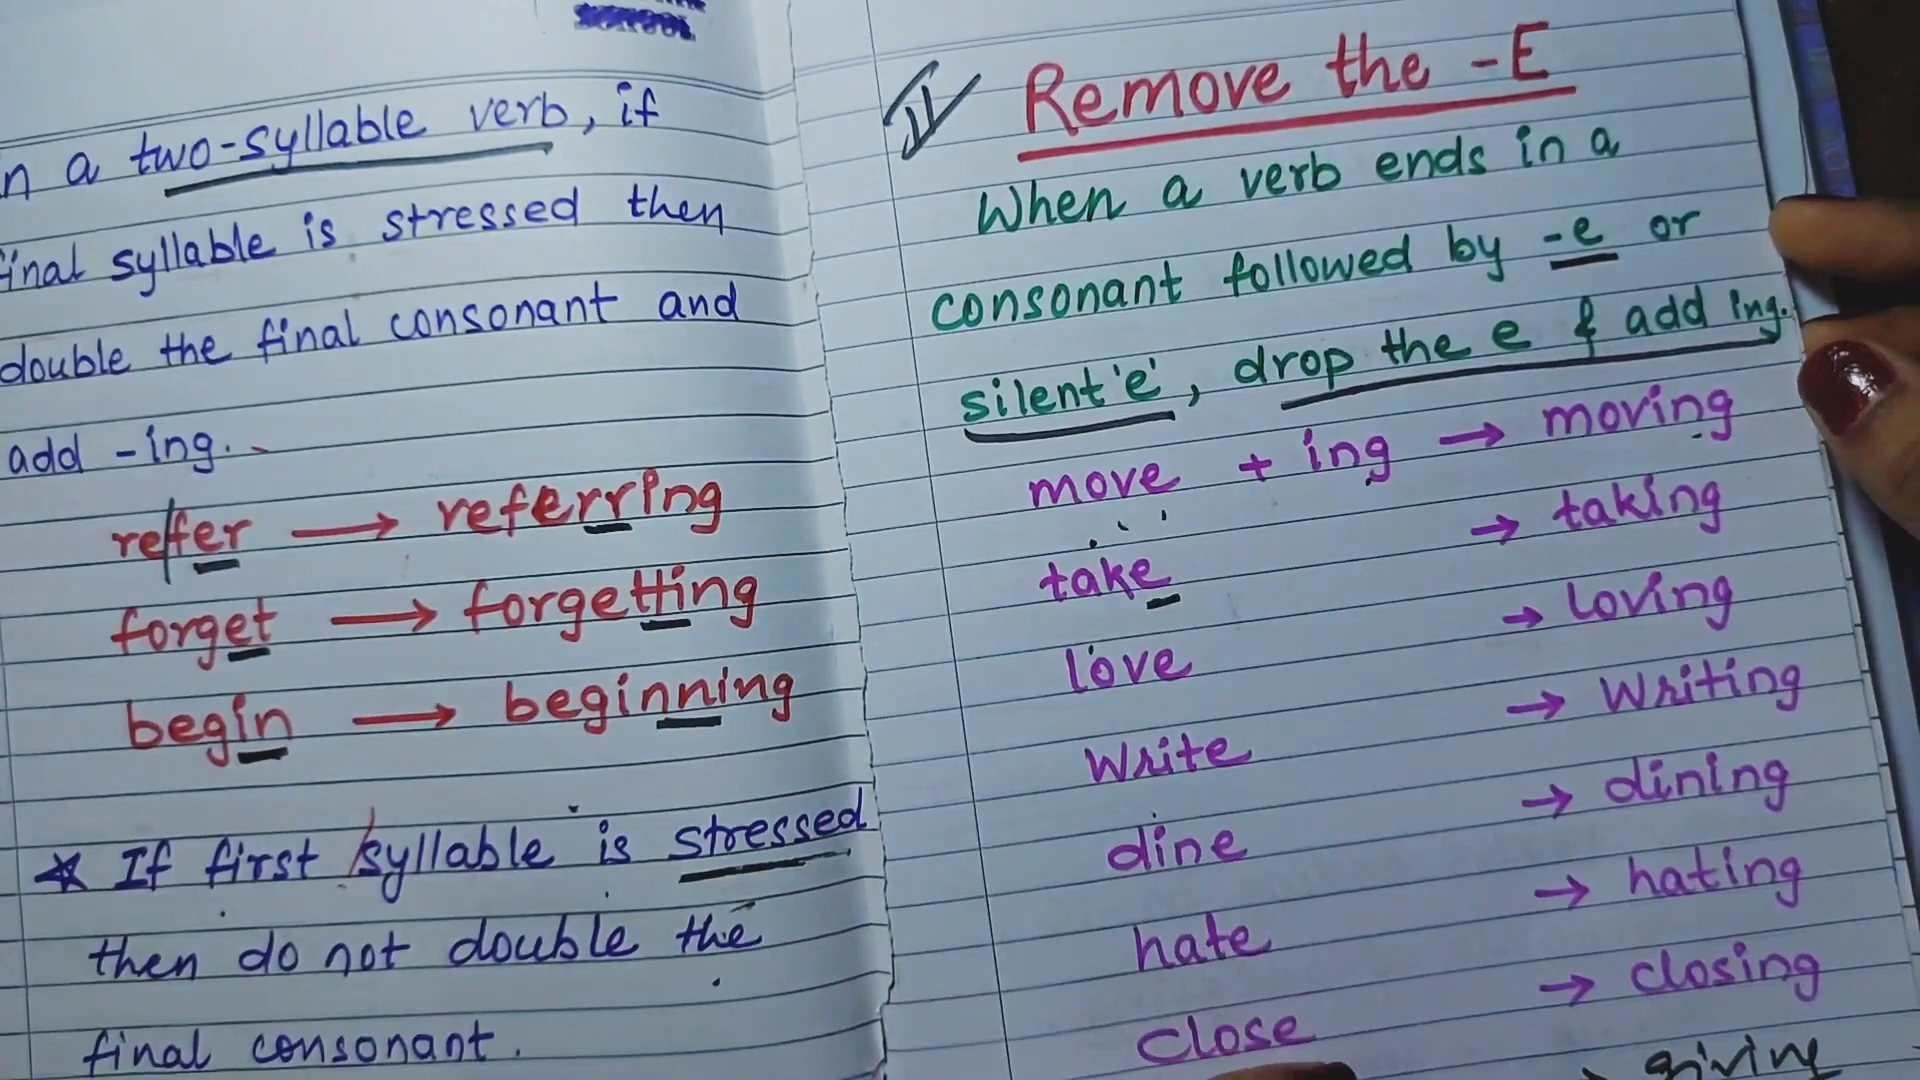 n a two-syllable verb, if
final syllable is stressed then
double the final consonant and
add -ing.
refer → referring
forget → forgetting
begin → beginning
★ If first syllable is stressed
then do not double the
final consonant.
IV Remove the -E
When a verb ends in a
consonant followed by -e or
silent 'e', drop the e & add ing.
move + ing → moving
take → taking
love → loving
Write → Writing
dine → dining
hate → hating
close → closing
giving